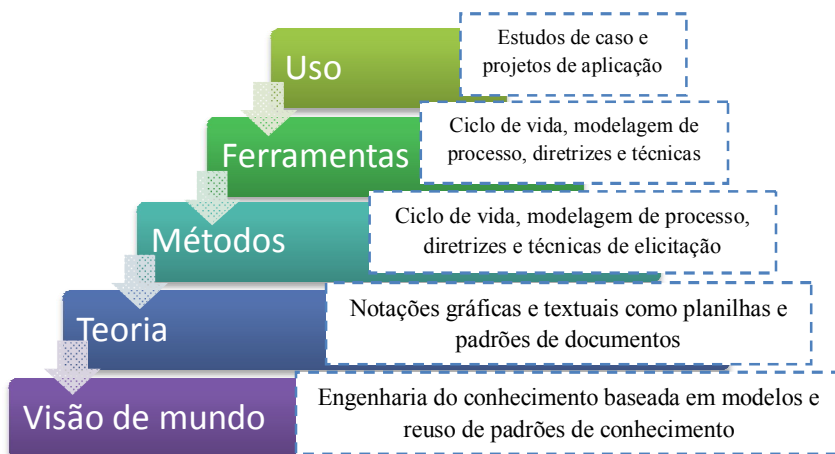 Uso
Estudos de caso e
projetos de aplicação
Ferramentas
Ciclo de vida, modelagem de
processo, diretrizes e técnicas
Métodos
Ciclo de vida, modelagem de processo,
diretrizes e técnicas de elicitação
Teoria
Notações gráficas e textuais como planilhas e
padrões de documentos
Visão de mundo
Engenharia do conhecimento baseada em modelos e
reuso de padrões de conhecimento